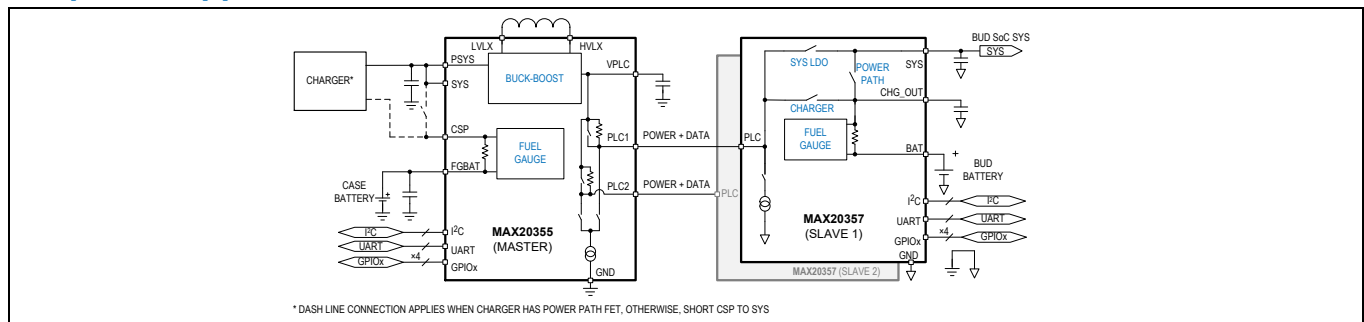 LVLX
HVLX
PSYS
VPLC
SYS
CHARGER*
BUCK-BOOST
CSP
FUEL
GAUGE
PLC1
POWER + DATA
FGBAT
CASE
BATTERY
+
PLC2
POWER + DATA
I²C
I²C
UART
UART
×4
GPIOx
GPIOx
MAX20355
(MASTER)
GND
BUD SoC SYS
SYS
SYS
SYS LDO
POWER
PATH
CHG_OUT
CHARGER
PLC
FUEL
GAUGE
BAT
+
BUD
BATTERY
PLC
I²C
I²C
UART
UART
×4
GPIOx
GPIOx
MAX20357
(SLAVE 1)
GND
MAX20357 (SLAVE 2)
* DASH LINE CONNECTION APPLIES WHEN CHARGER HAS POWER PATH FET, OTHERWISE, SHORT CSP TO SYS